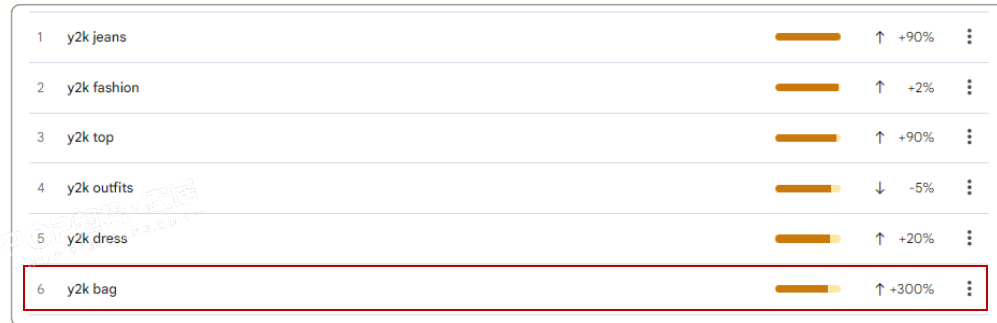 1 y2k jeans ↑ +90%
2 y2k fashion ↑ +2%
3 y2k top ↑ +90%
4 y2k outfits ↓ -5%
5 y2k dress ↑ +20%
6 y2k bag ↑ +300%